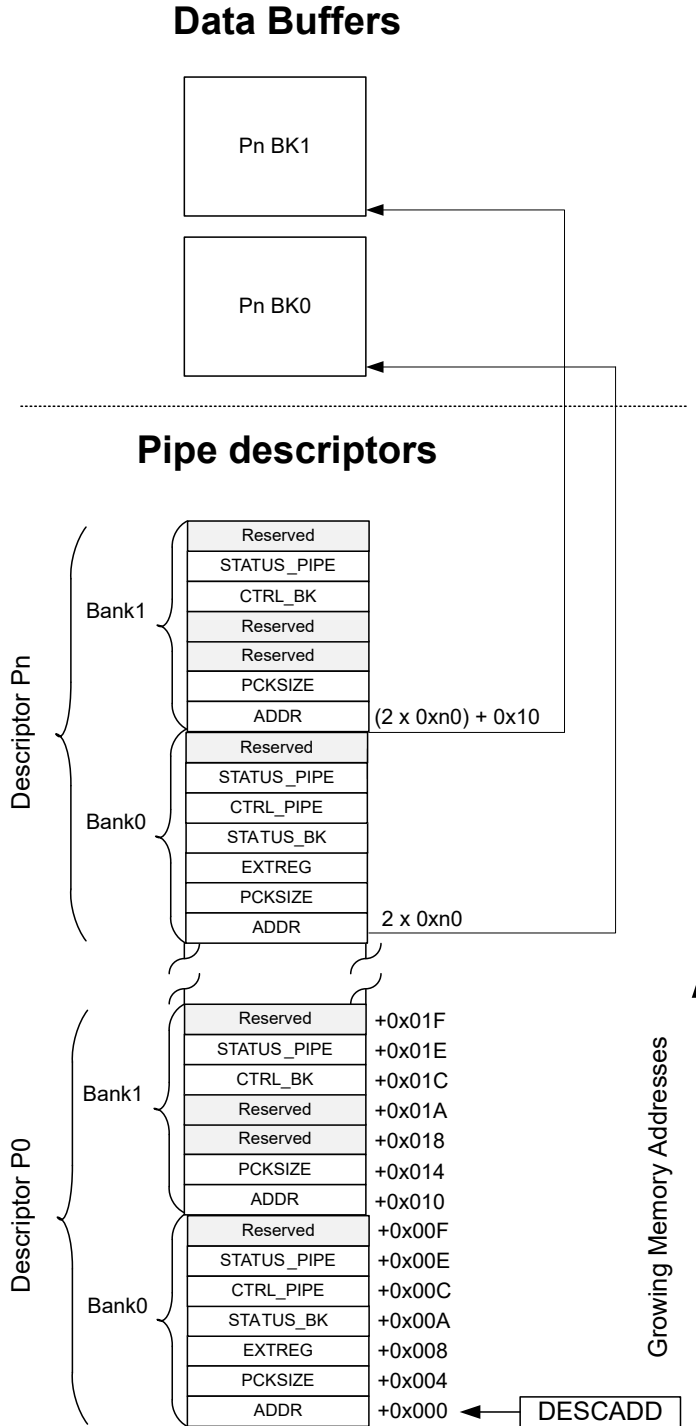 Data Buffers
Pn BK1
Pn BK0
Pipe descriptors
Descriptor Pn
Bank1
Reserved
STATUS_PIPE
CTRL_BK
Reserved
Reserved
PCKSIZE
ADDR (2 x 0xn0) + 0x10
Bank0
Reserved
STATUS_PIPE
CTRL_PIPE
STATUS_BK
EXTREG
PCKSIZE
ADDR 2 x 0xn0
Descriptor P0
Bank1
Reserved +0x01F
STATUS_PIPE +0x01E
CTRL_BK +0x01C
Reserved +0x01A
Reserved +0x018
PCKSIZE +0x014
ADDR +0x010
Bank0
Reserved +0x00F
STATUS_PIPE +0x00E
CTRL_PIPE +0x00C
STATUS_BK +0x00A
EXTREG +0x008
PCKSIZE +0x004
ADDR +0x000 DESCADD
Growing Memory Addresses